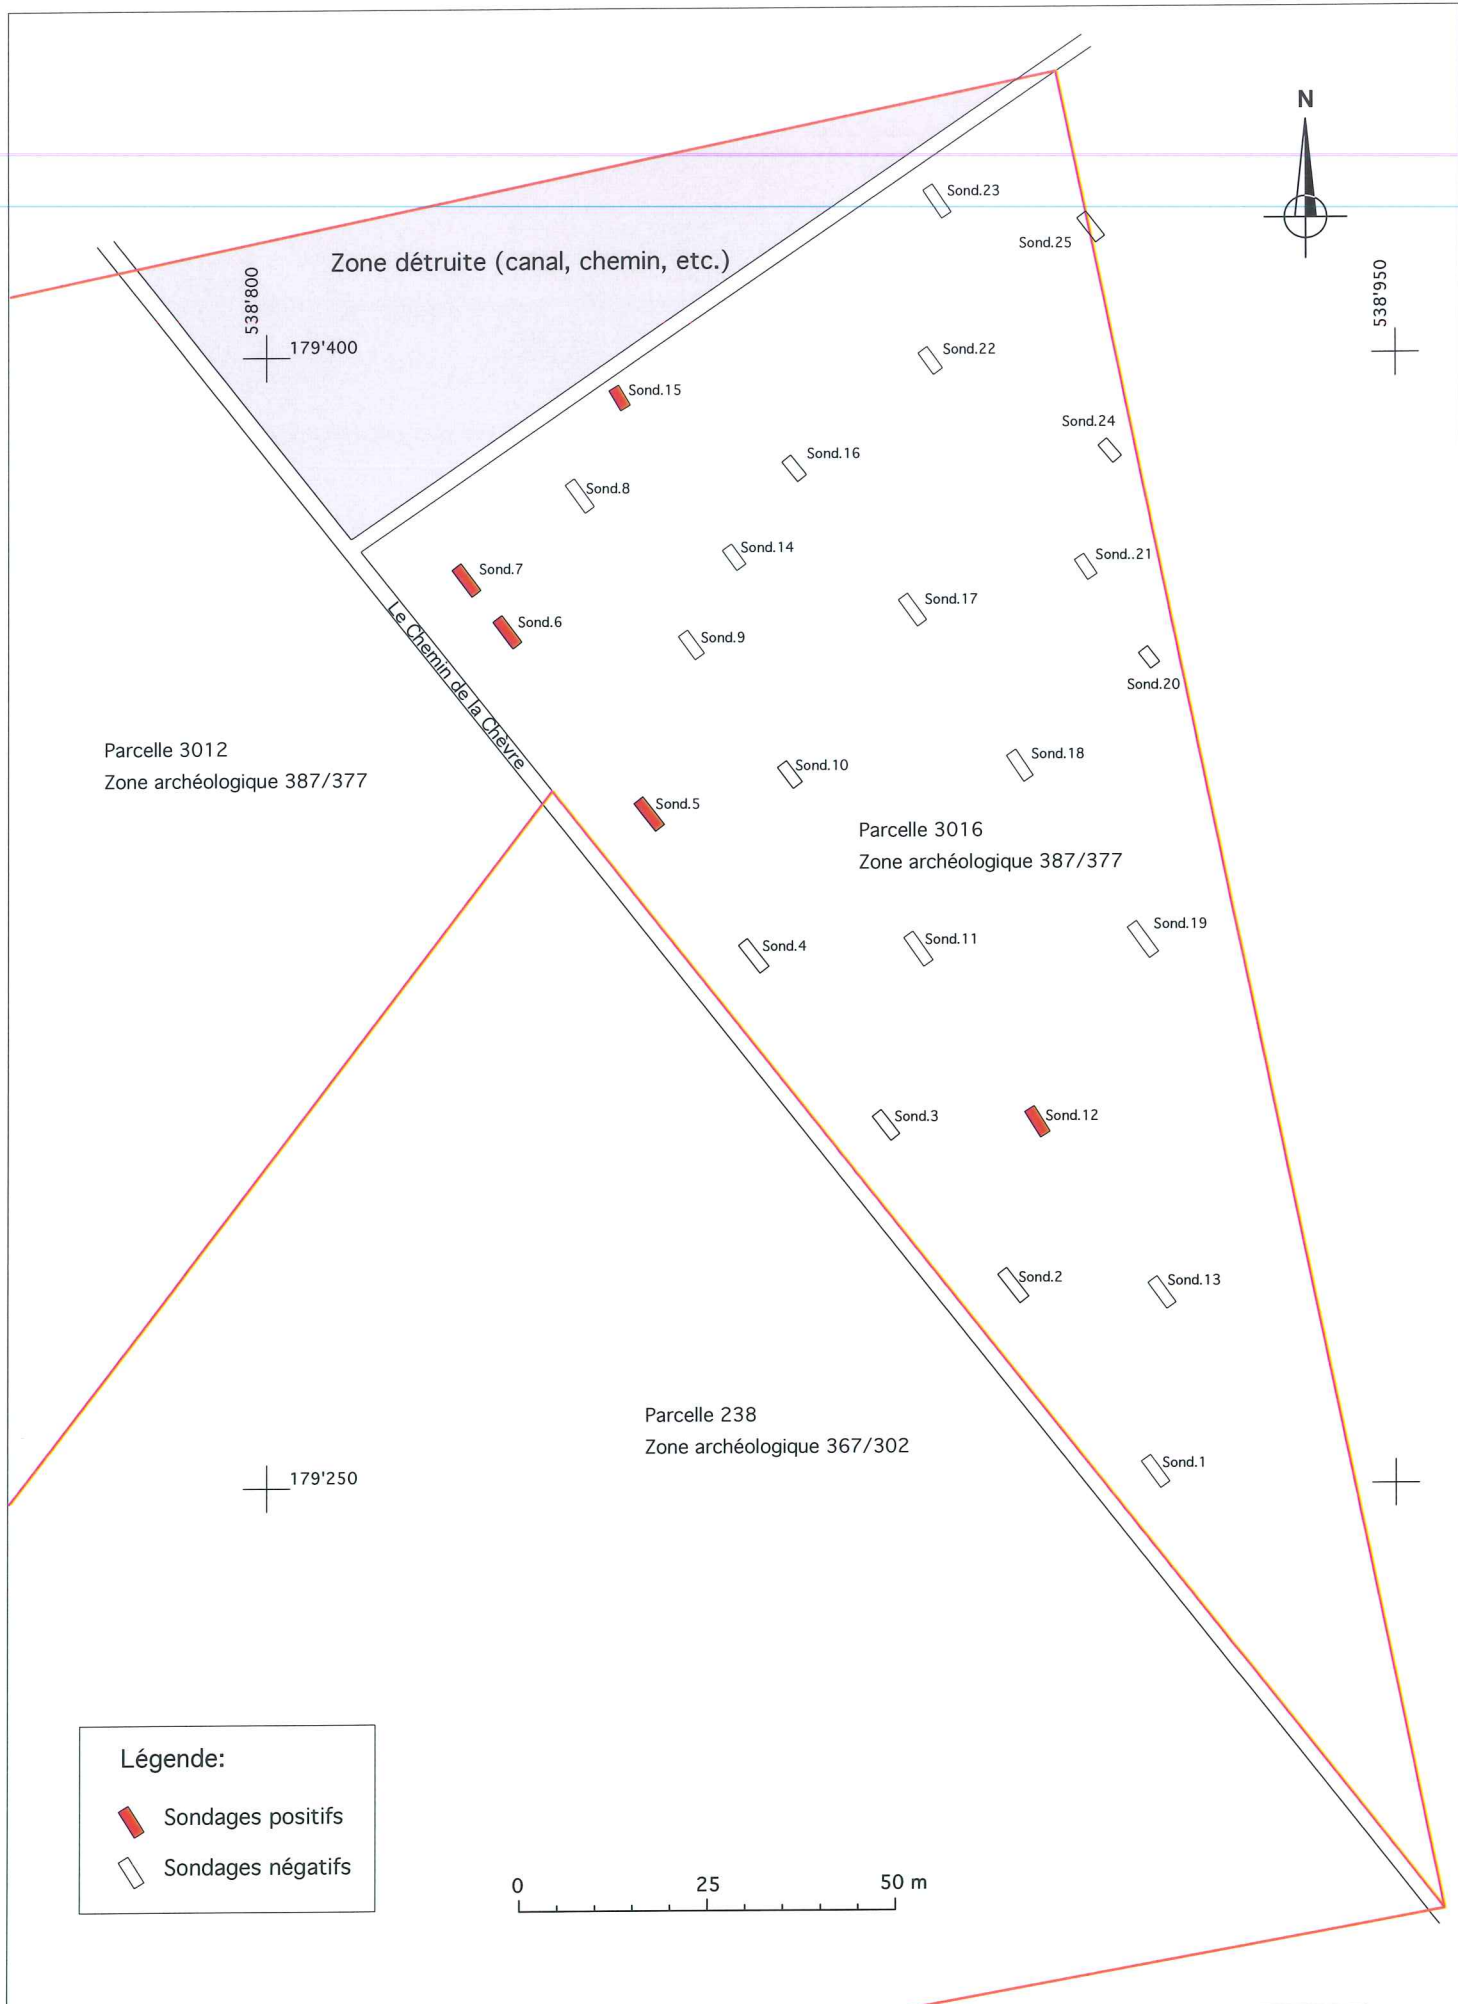 N
Sond.23
Sond.25
Zone détruite (canal, chemin, etc.)
538'800
538'950
179'400
Sond.22
Sond.15
Sond.24
Sond.16
Sond.8
Sond.14
Sond..21
Sond.7
Sond.17
Sond.6
Sond.9
Le Chemin de la Chèvre
Sond.20
Parcelle 3012
Zone archéologique 387/377
Sond.18
Sond.10
Sond.5
Parcelle 3016
Zone archéologique 387/377
Sond.19
Sond.11
Sond.4
Sond.3
Sond.12
Sond.2
Sond.13
Parcelle 238
Zone archéologique 367/302
Sond.1
179'250
Légende:
Sondages positifs
Sondages négatifs
0 25 50 m